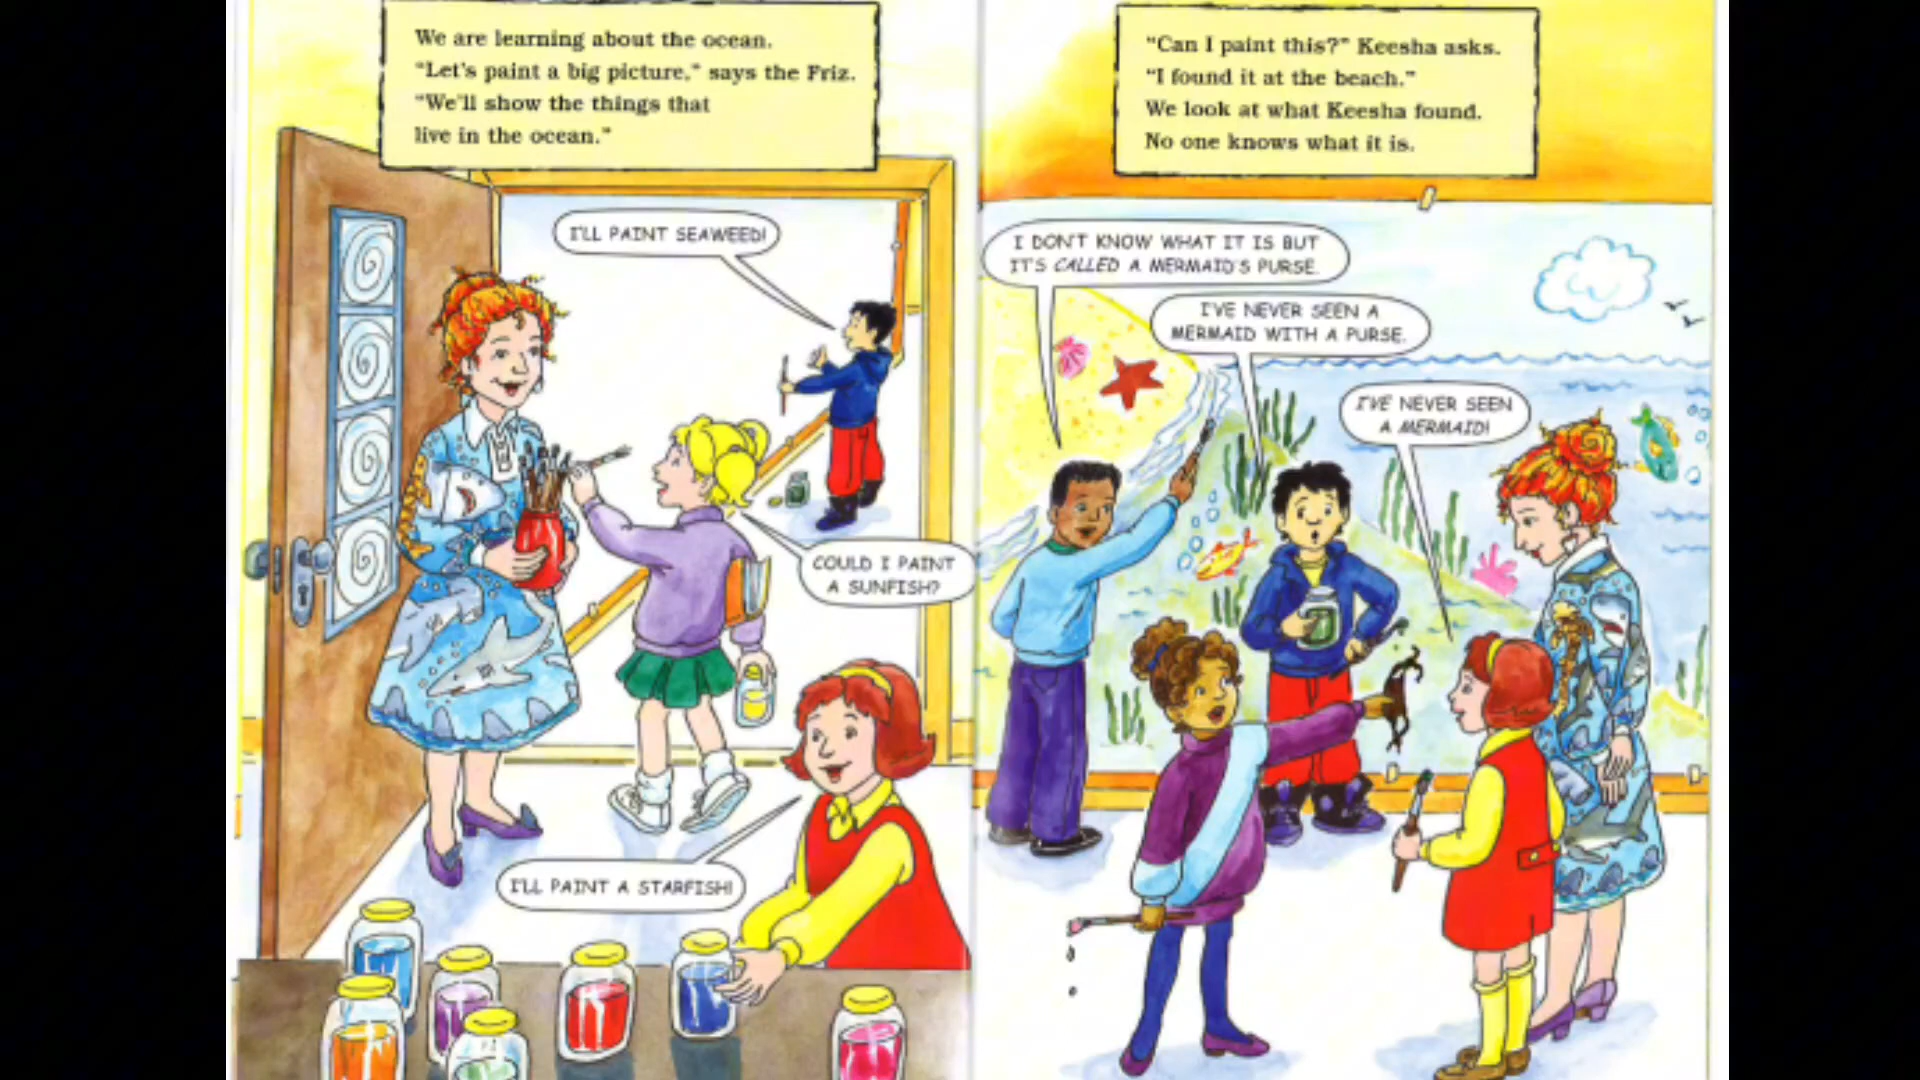 We are learning about the ocean.
"Let's paint a big picture," says the Friz.
"We'll show the things that
live in the ocean."
I'LL PAINT SEAWEED!
COULD I PAINT
A SUNFISH?
I'LL PAINT A STARFISH!
"Can I paint this?" Keesha asks.
"I found it at the beach."
We look at what Keesha found.
No one knows what it is.
I DON'T KNOW WHAT IT IS BUT
IT'S CALLED A MERMAID'S PURSE.
I'VE NEVER SEEN A
MERMAID WITH A PURSE.
I'VE NEVER SEEN
A MERMAID!